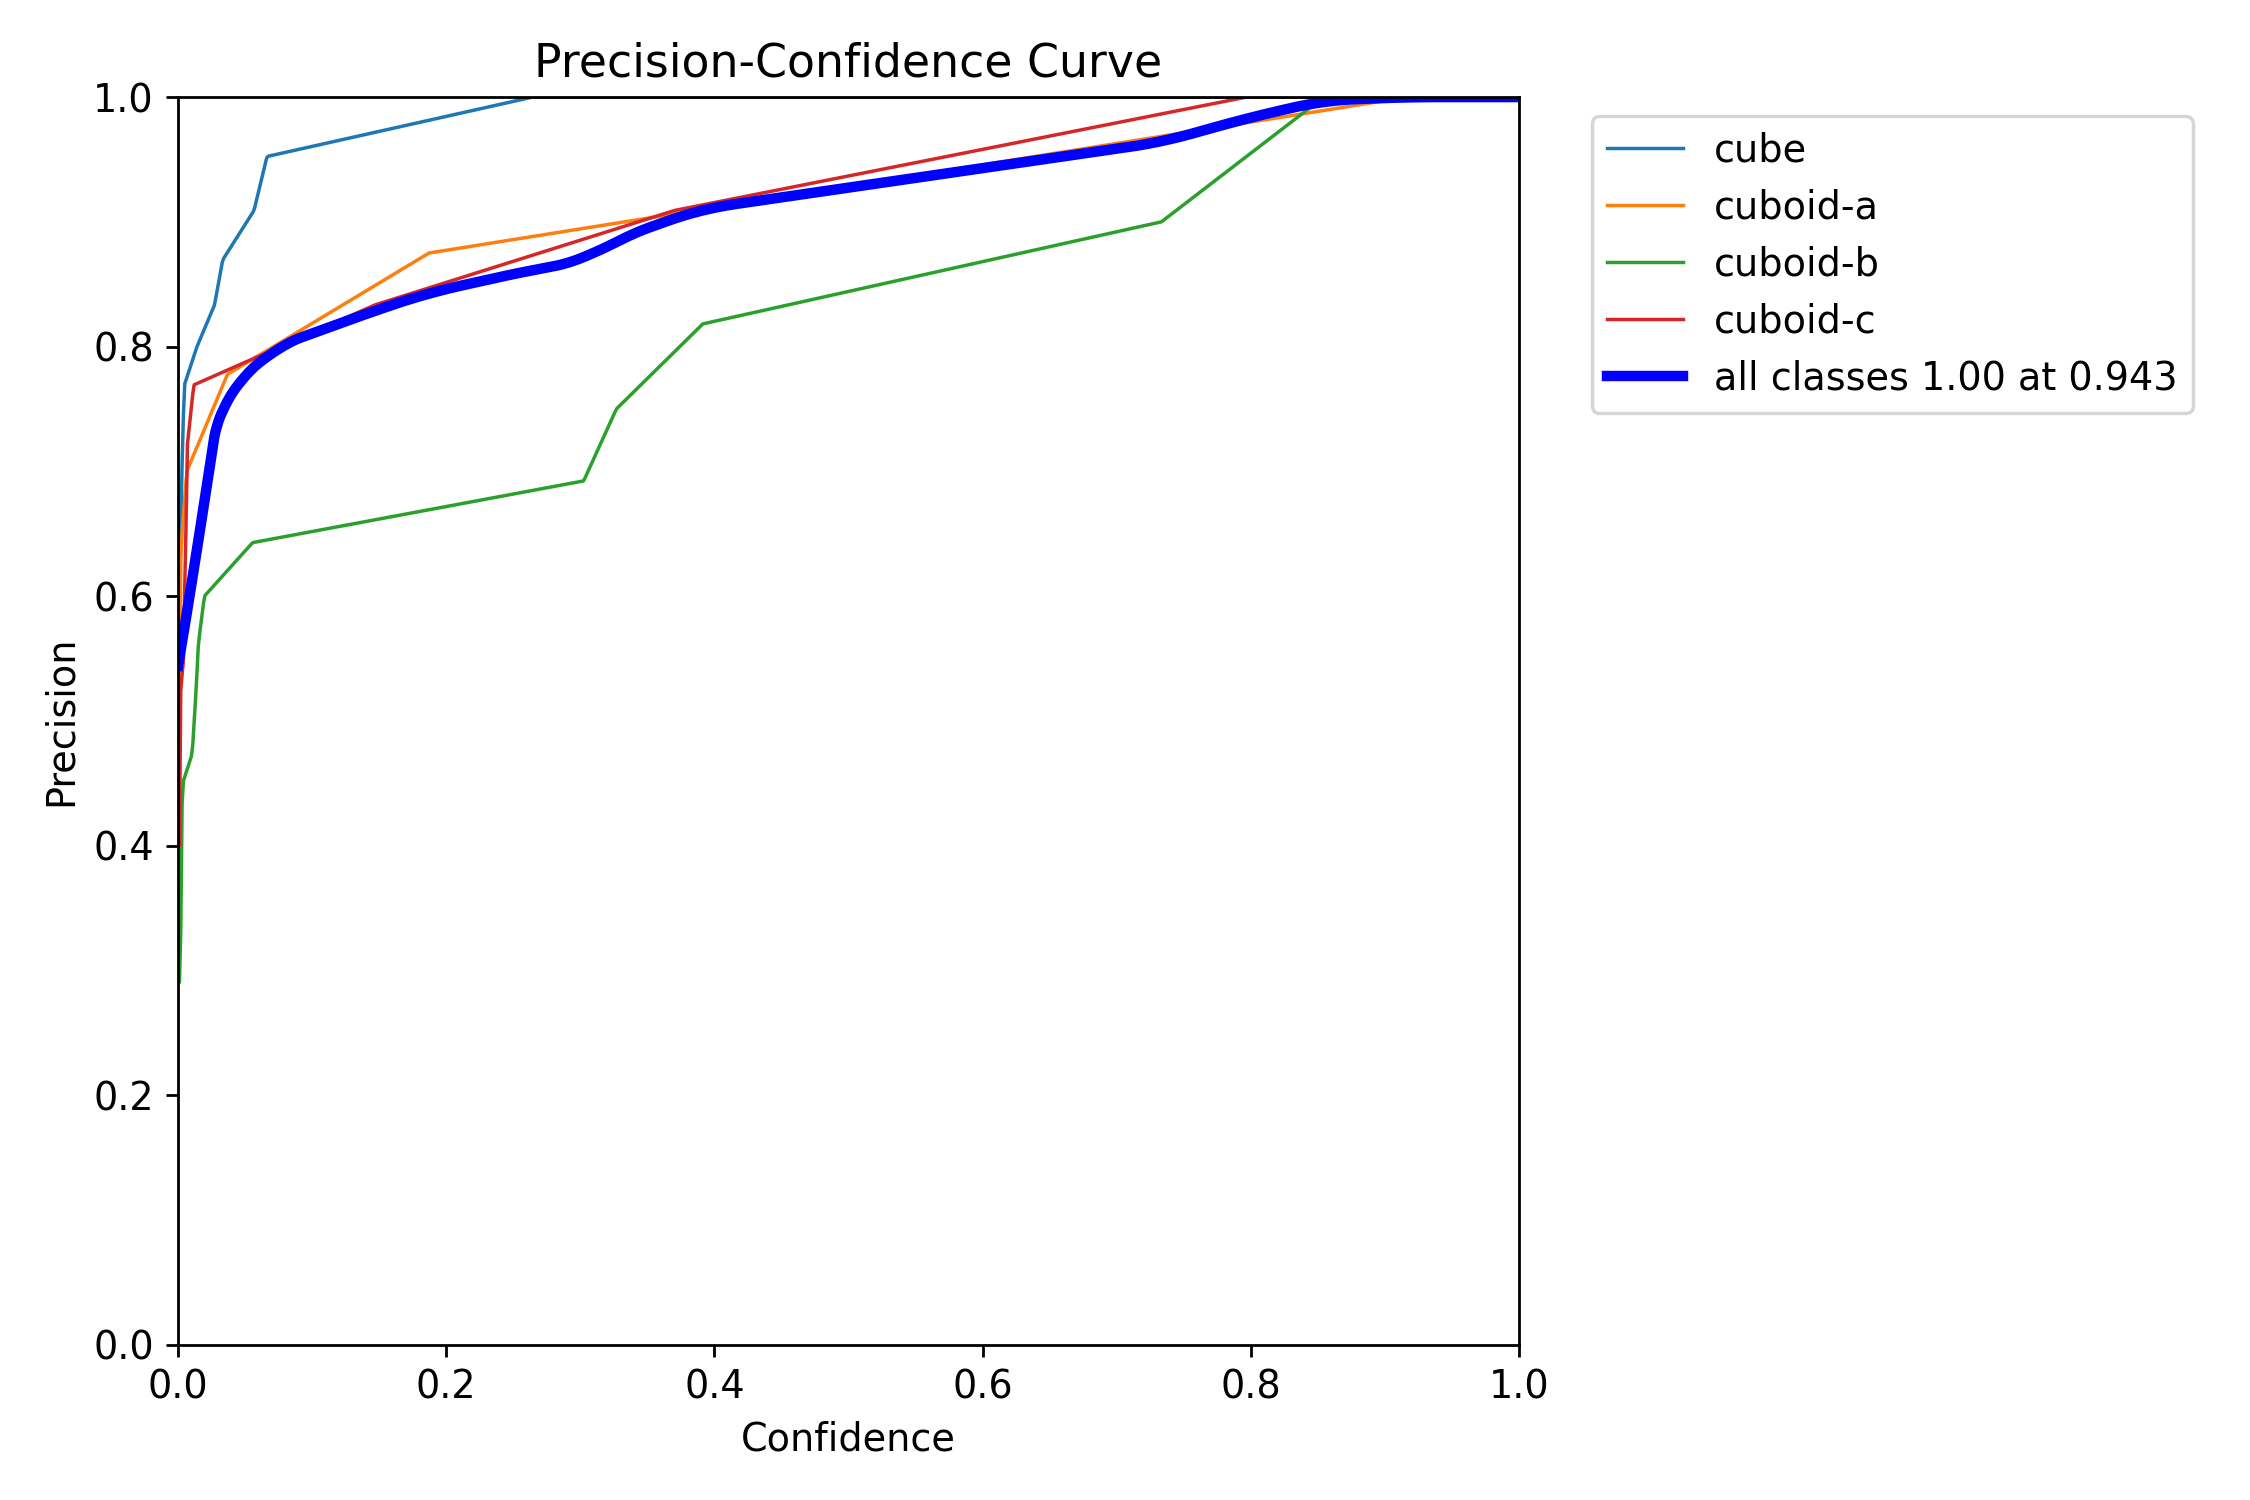 Precision-Confidence Curve
1.0
0.8
0.6
0.4
0.2
0.0
Precision
0.0 0.2 0.4 0.6 0.8 1.0
Confidence
cube
cuboid-a
cuboid-b
cuboid-c
all classes 1.00 at 0.943